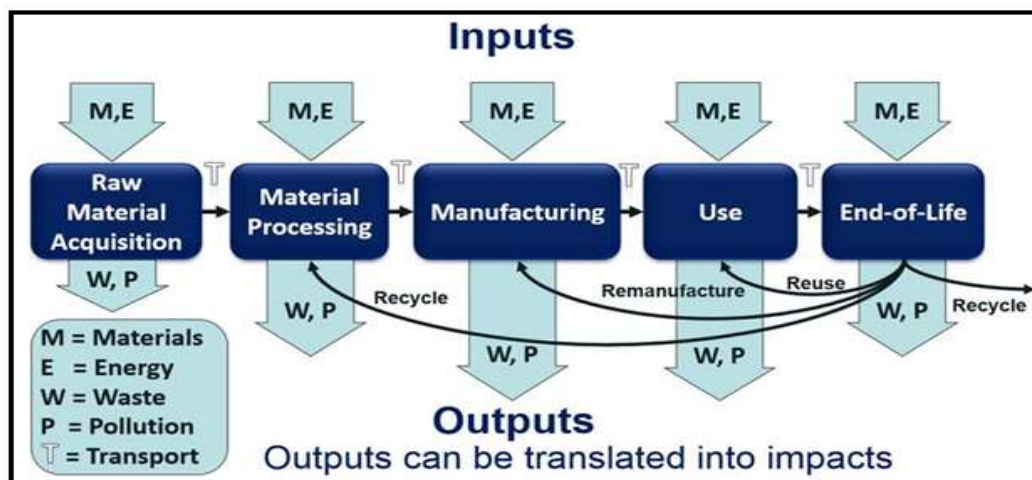 Inputs
M,E
M,E
M,E
M,E
M,E
T
T
T
T
Raw
Material
Acquisition
Material
Processing
Manufacturing
Use
End-of-Life
W, P
W, P
W, P
W, P
W, P
Recycle
Remanufacture
Reuse
Recycle
M = Materials
E = Energy
W = Waste
P = Pollution
T = Transport
Outputs
Outputs can be translated into impacts